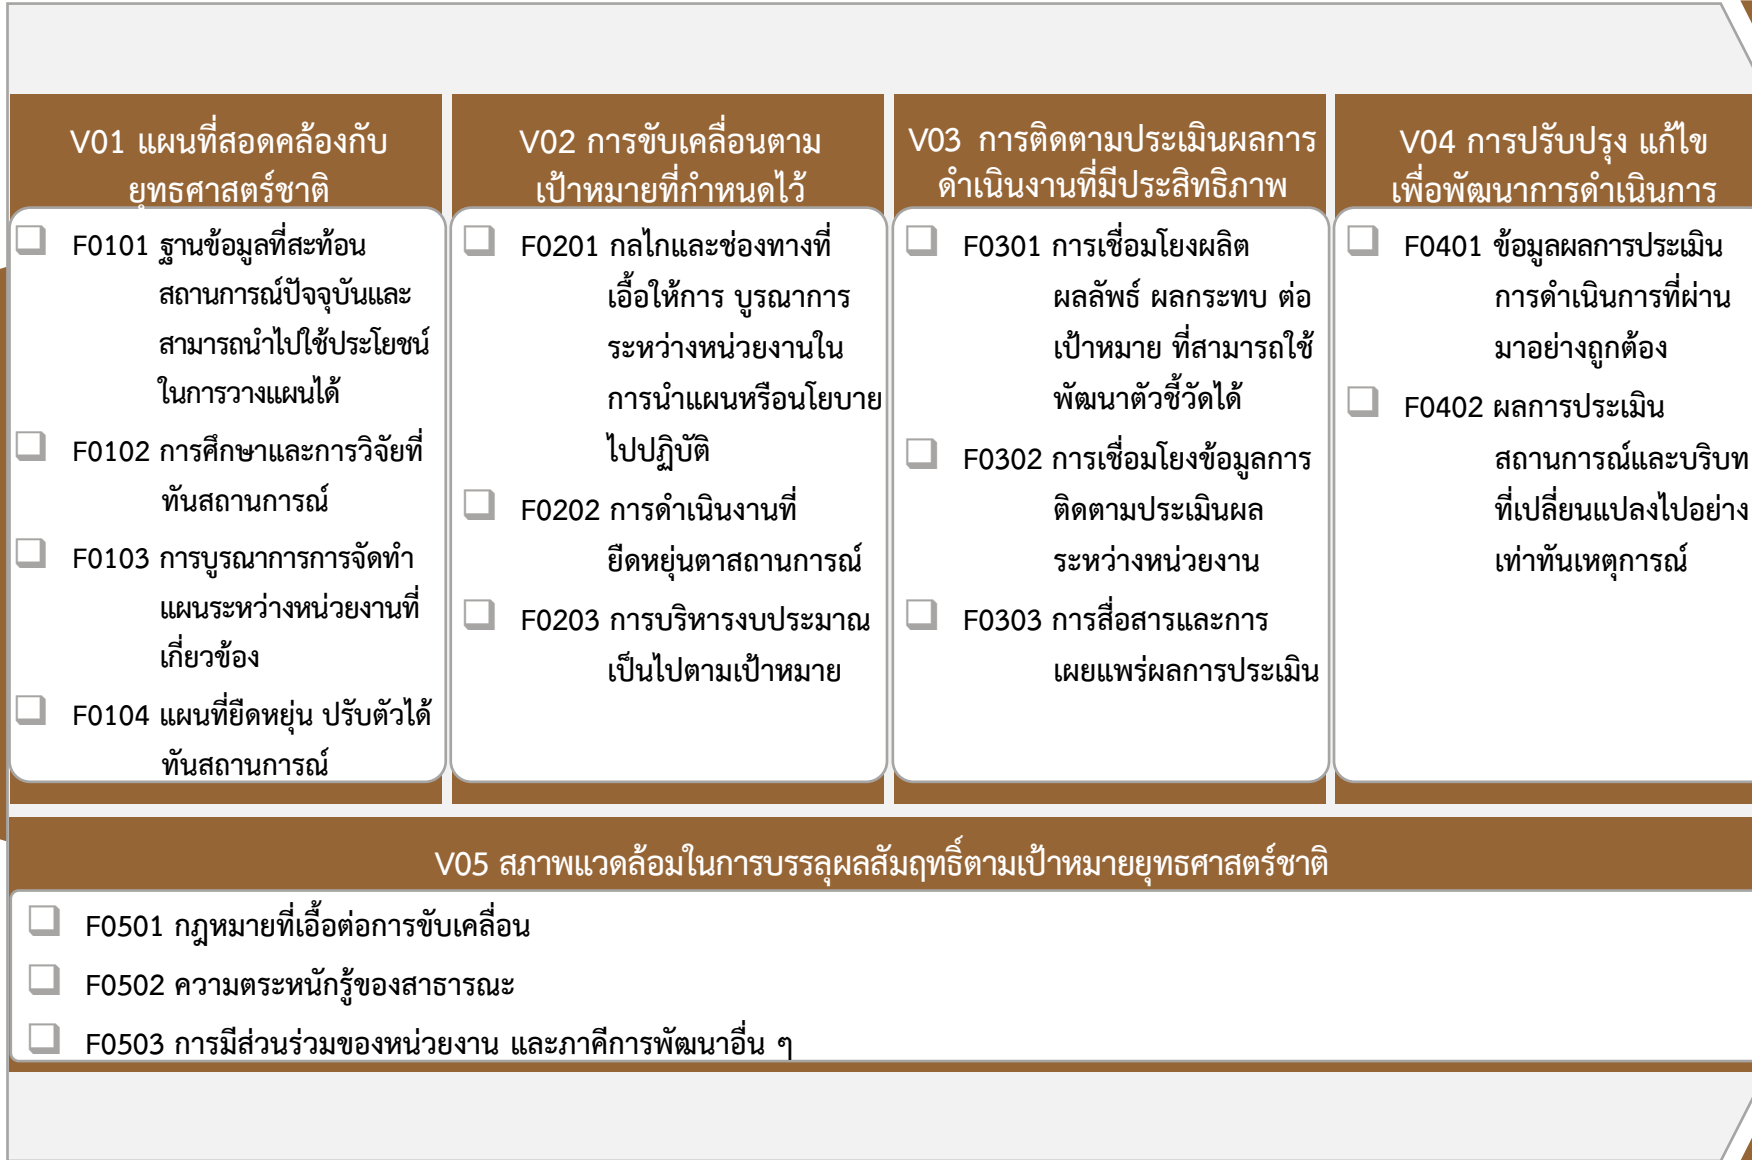 V01 แผนที่สอดคล้องกับ
ยุทธศาสตร์ชาติ
F0101 ฐานข้อมูลที่สะท้อน
สถานการณ์ปัจจุบันและ
สามารถนำไปใช้ประโยชน์
ในการวางแผนได้
F0102 การศึกษาและการวิจัยที่
ทันสถานการณ์
F0103 การบูรณาการการจัดทำ
แผนระหว่างหน่วยงานที่
เกี่ยวข้อง
F0104 แผนที่ยืดหยุ่น ปรับตัวได้
ทันสถานการณ์
V02 การขับเคลื่อนตาม
เป้าหมายที่กำหนดไว้
F0201 กลไกและช่องทางที่
เอื้อให้การ บูรณาการ
ระหว่างหน่วยงานใน
การนำแผนหรือนโยบาย
ไปปฏิบัติ
F0202 การดำเนินงานที่
ยืดหยุ่นตาสถานการณ์
F0203 การบริหารงบประมาณ
เป็นไปตามเป้าหมาย
V03 การติดตามประเมินผลการ
ดำเนินงานที่มีประสิทธิภาพ
F0301 การเชื่อมโยงผลิต
ผลลัพธ์ ผลกระทบ ต่อ
เป้าหมาย ที่สามารถใช้
พัฒนาตัวชี้วัดได้
F0302 การเชื่อมโยงข้อมูลการ
ติดตามประเมินผล
ระหว่างหน่วยงาน
F0303 การสื่อสารและการ
เผยแพร่ผลการประเมิน
V04 การปรับปรุง แก้ไข
เพื่อพัฒนาการดำเนินการ
F0401 ข้อมูลผลการประเมิน
การดำเนินการที่ผ่าน
มาอย่างถูกต้อง
F0402 ผลการประเมิน
สถานการณ์และบริบท
ที่เปลี่ยนแปลงไปอย่าง
เท่าทันเหตุการณ์
V05 สภาพแวดล้อมในการบรรลุผลสัมฤทธิ์ตามเป้าหมายยุทธศาสตร์ชาติ
F0501 กฎหมายที่เอื้อต่อการขับเคลื่อน
F0502 ความตระหนักรู้ของสาธารณะ
F0503 การมีส่วนร่วมของหน่วยงาน และภาคีการพัฒนาอื่น ๆ